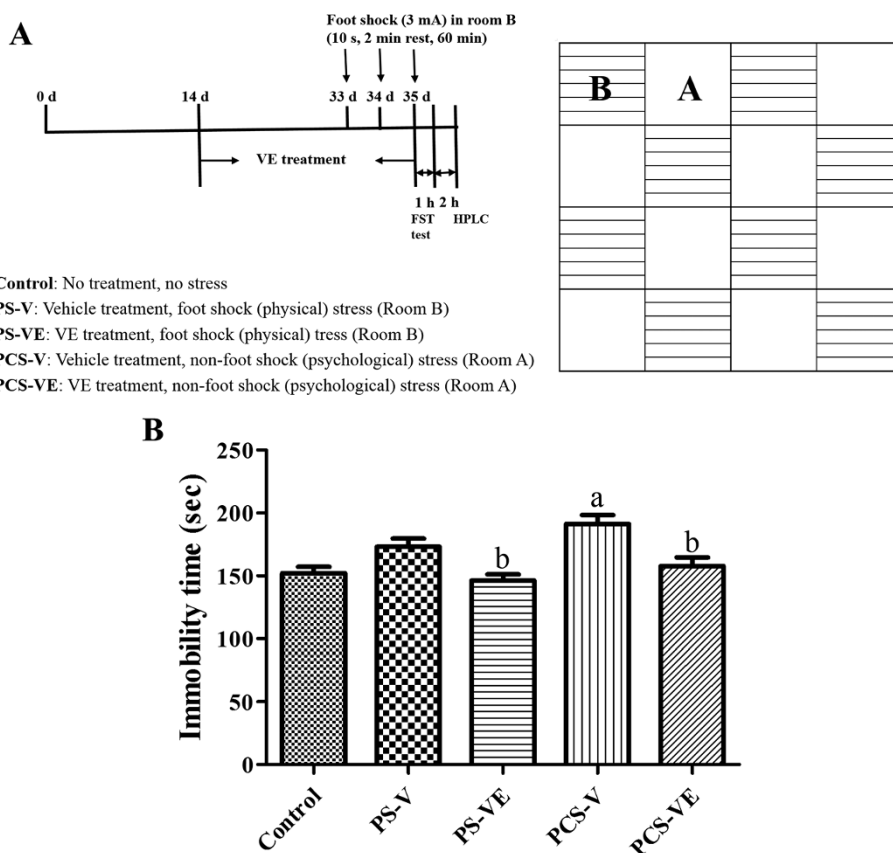 A
Foot shock (3 mA) in room B
(10 s, 2 min rest, 60 min)
0 d
14 d
33 d
34 d
35 d
VE treatment
1 h
2 h
FST
HPLC
test
B
A
Control: No treatment, no stress
PS-V: Vehicle treatment, foot shock (physical) stress (Room B)
PS-VE: VE treatment, foot shock (physical) tress (Room B)
PCS-V: Vehicle treatment, non-foot shock (psychological) stress (Room A)
PCS-VE: VE treatment, non-foot shock (psychological) stress (Room A)
B
Immobility time (sec)
250
200
150
100
50
0
b
a
b
Control
PS-V
PS-VE
PCS-V
PCS-VE